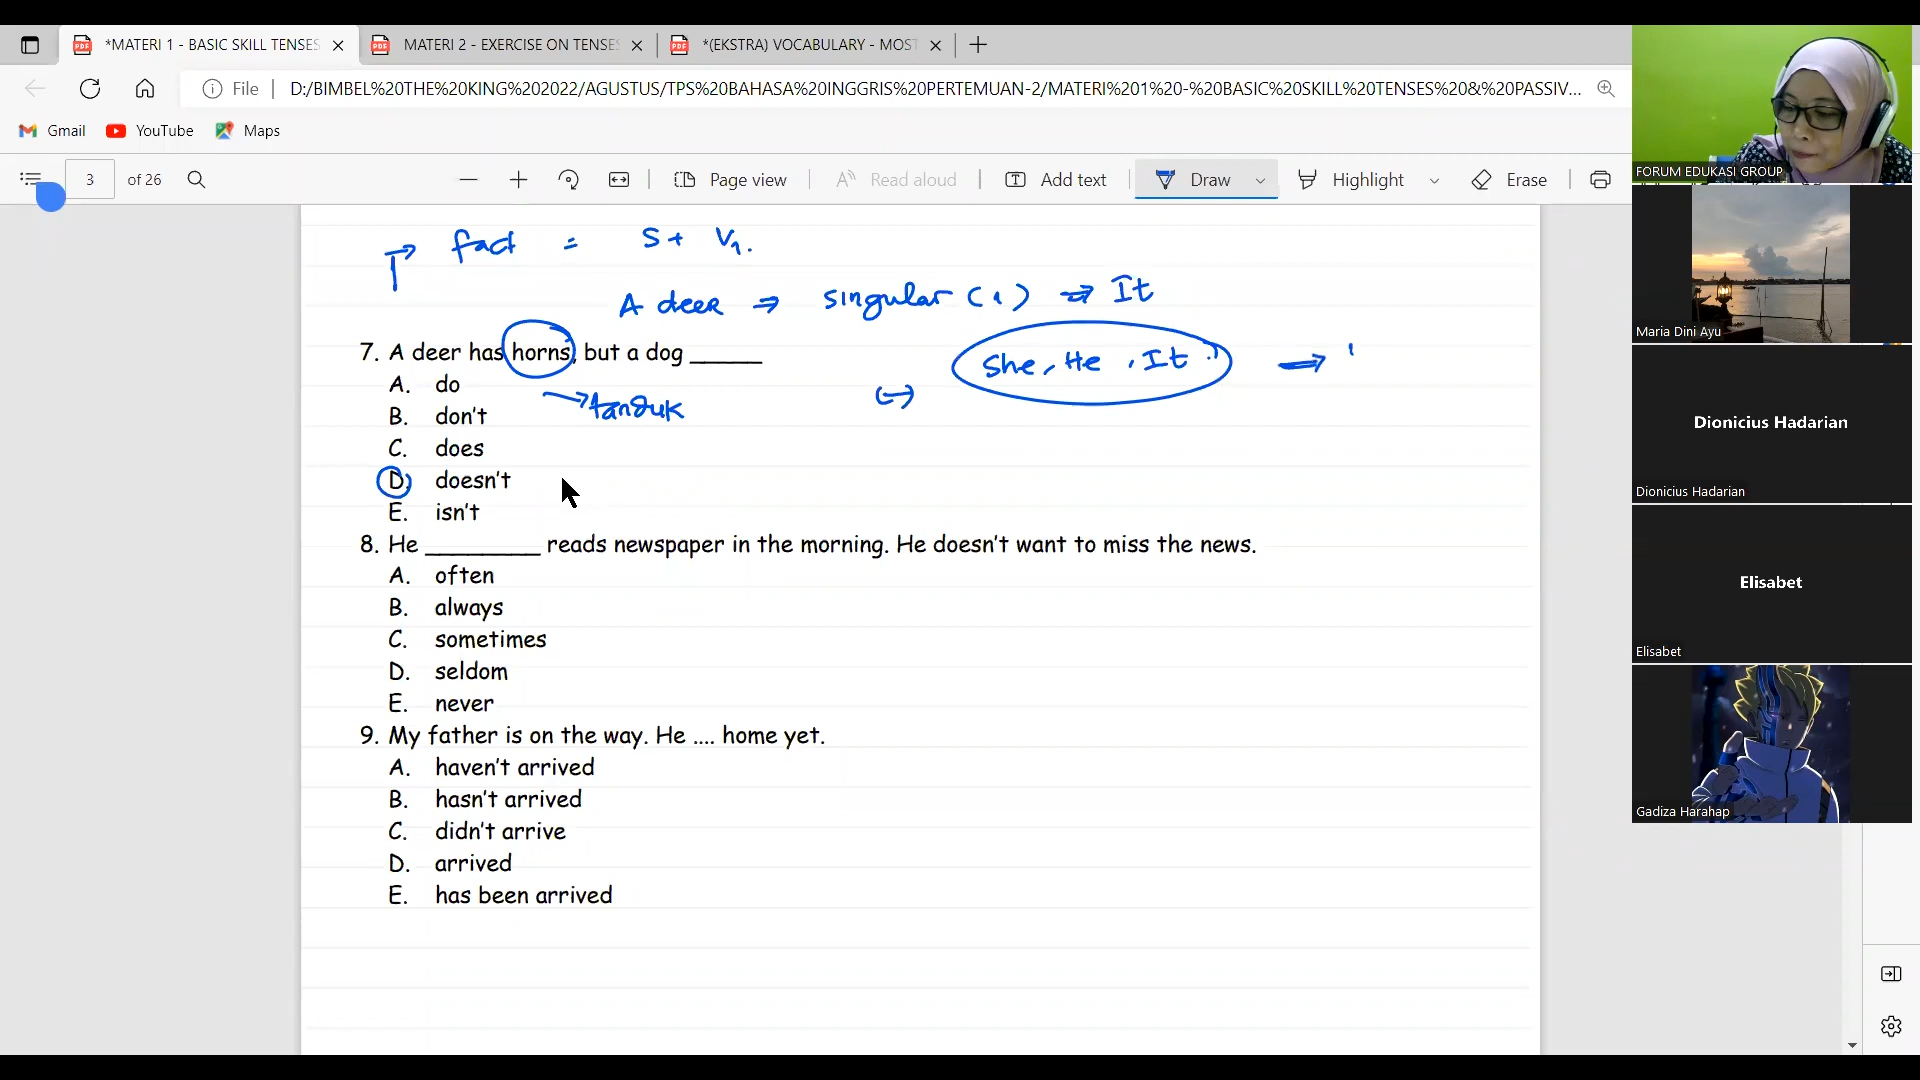 *MATERI 1 - BASIC SKILL TENSES
MATERI 2 - EXERCISE ON TENSES
*(EKSTRA) VOCABULARY - MOST
File
D:/BIMBEL%20THE%20KING%202022/AGUSTUS/TPS%20BAHASA%20INGGRIS%20PERTEMUAN-2/MATERI%201%20-%20BASIC%20SKILL%20TENSES%20&%20PASSIV...
Gmail YouTube Maps
3 of 26 Page view Read aloud Add text Draw Highlight Erase
fact = S + V1.
A deer ⇒ singular (1) ⇒ It
7. A deer has horns, but a dog _____
She, He, It
A. do
→ tanduk
B. don't
C. does
D. doesn't
E. isn't
8. He _________ reads newspaper in the morning. He doesn't want to miss the news.
A. often
B. always
C. sometimes
D. seldom
E. never
9. My father is on the way. He .... home yet.
A. haven't arrived
B. hasn't arrived
C. didn't arrive
D. arrived
E. has been arrived
FORUM EDUKASI GROUP
Maria Dini Ayu
Dionicius Hadarian
Dionicius Hadarian
Elisabet
Elisabet
Gadiza Harahap